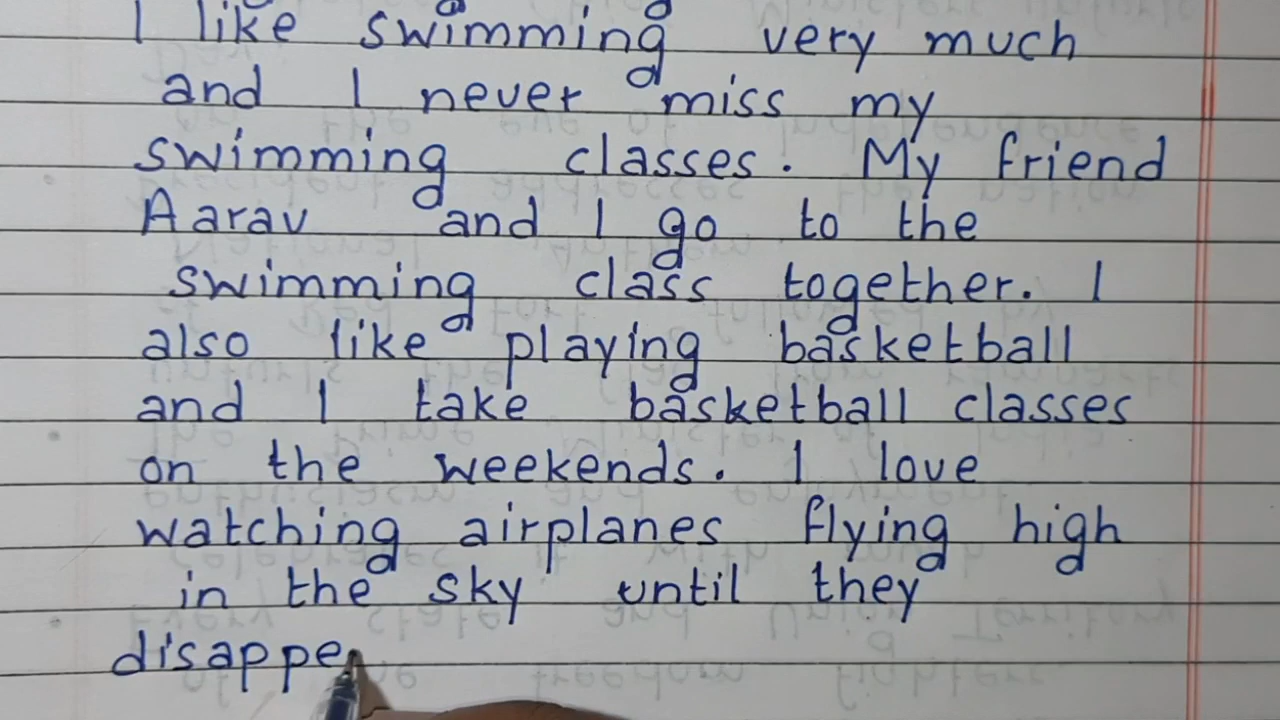 I like swimming very much
and I never miss my
swimming classes. My friend
Aarav and I go to the
swimming class together. I
also like playing basketball
and I take basketball classes
on the weekends. I love
watching airplanes flying high
in the sky until they
disappe